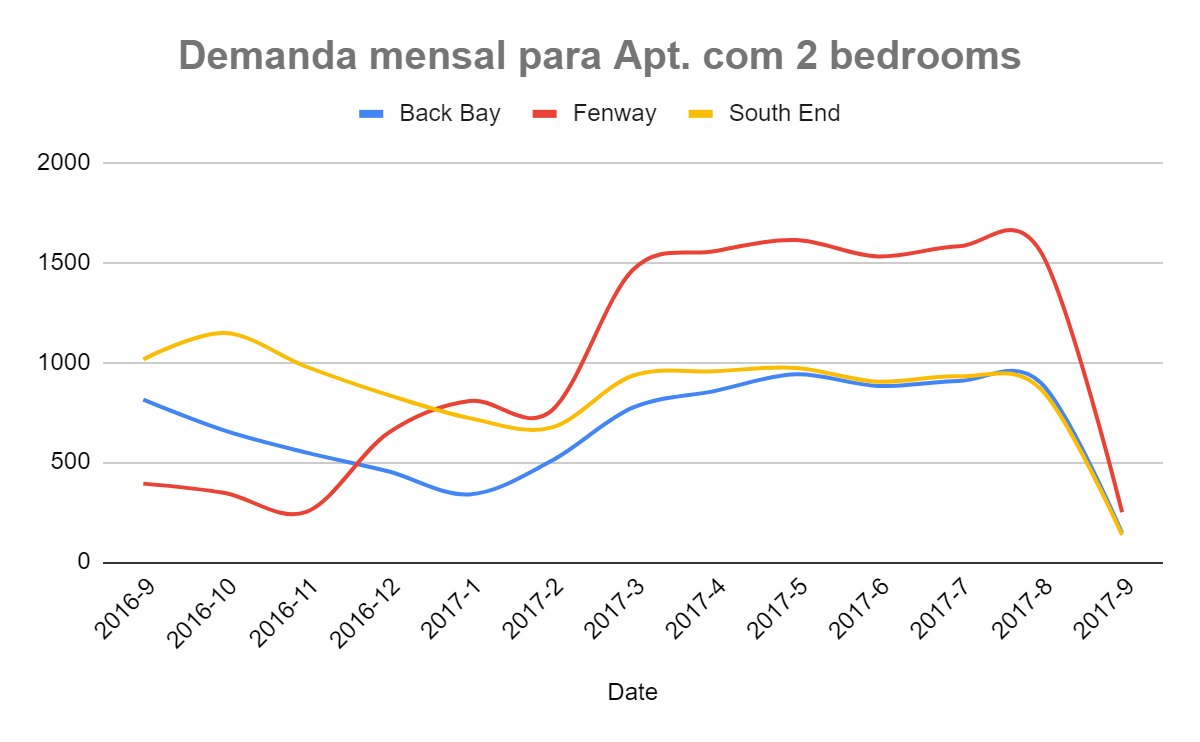 Demanda mensal para Apt. com 2 bedrooms
Back Bay Fenway South End
2000
1500
1000
500
0
2016-9 2016-10 2016-11 2016-12 2017-1 2017-2 2017-3 2017-4 2017-5 2017-6 2017-7 2017-8 2017-9
Date